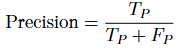 Precision = T_P / (T_P + F_P)